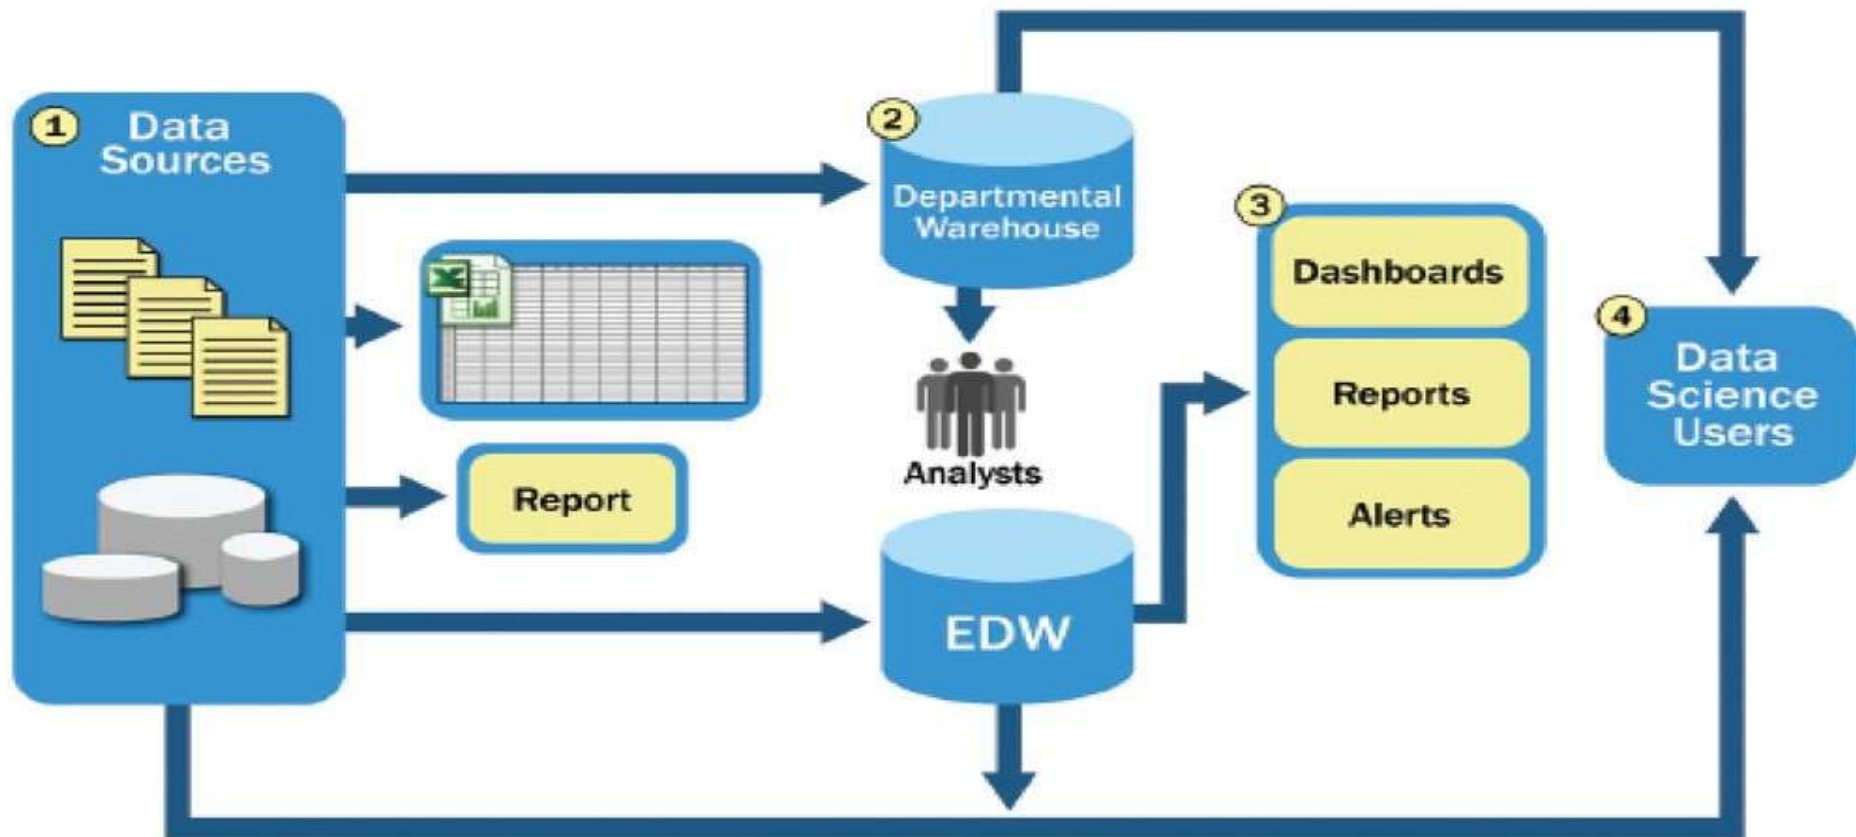 1
Data
Sources
Report
2
Departmental
Warehouse
Analysts
EDW
3
Dashboards
Reports
Alerts
4
Data
Science
Users